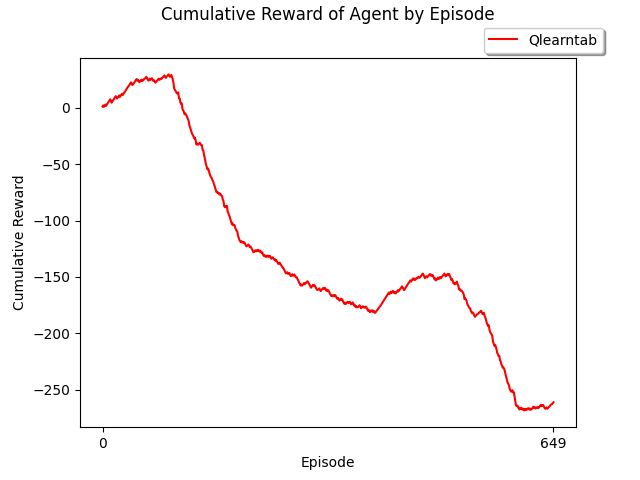 Cumulative Reward of Agent by Episode
Qlearntab
0
−50
−100
−150
−200
−250
Cumulative Reward
0 649
Episode